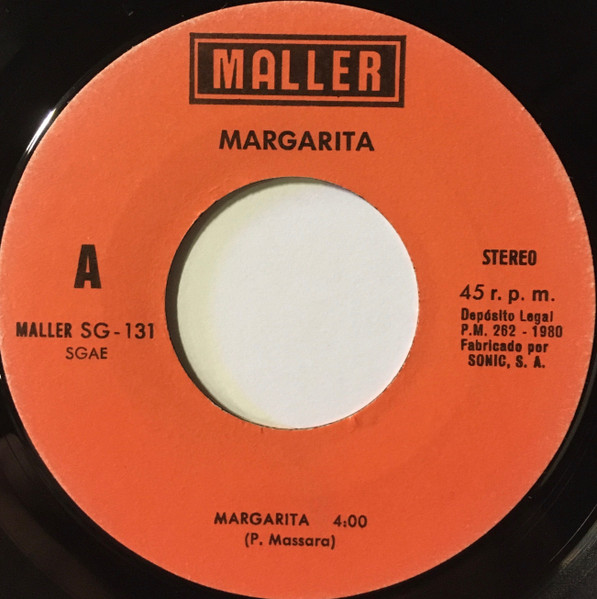 MALLER
MARGARITA
A
MALLER SG-131
SGAE
STEREO
45 r. p. m.
Depósito Legal
P.M. 262 - 1980
Fabricado por
SONIC, S. A.
MARGARITA 4:00
(P. Massara)